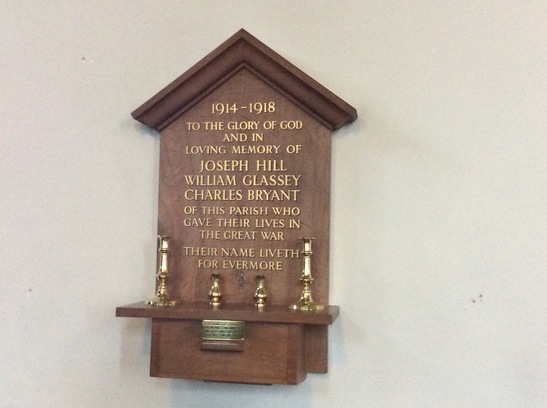 1914-1918
TO THE GLORY OF GOD
AND IN
LOVING MEMORY OF
JOSEPH HILL
WILLIAM GLASSEY
CHARLES BRYANT
OF THIS PARISH WHO
GAVE THEIR LIVES IN
THE GREAT WAR
THEIR NAME LIVETH
FOR EVERMORE